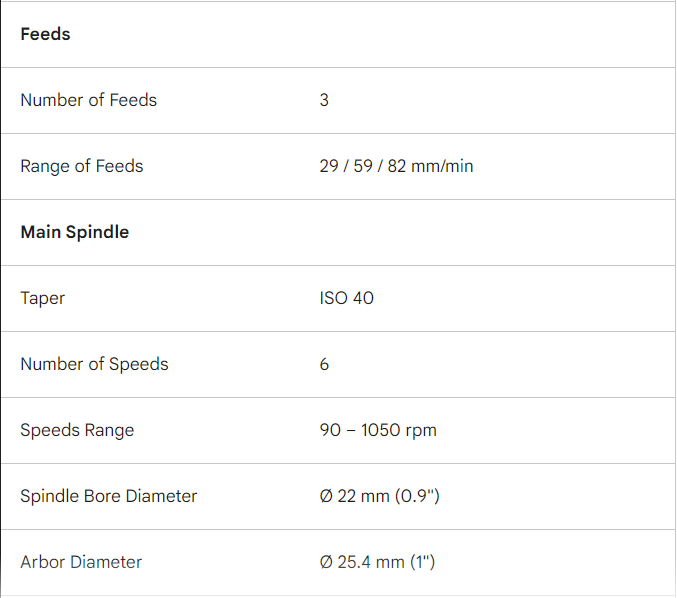 Feeds
Number of Feeds 3
Range of Feeds 29 / 59 / 82 mm/min
Main Spindle
Taper ISO 40
Number of Speeds 6
Speeds Range 90 – 1050 rpm
Spindle Bore Diameter Ø 22 mm (0.9")
Arbor Diameter Ø 25.4 mm (1")